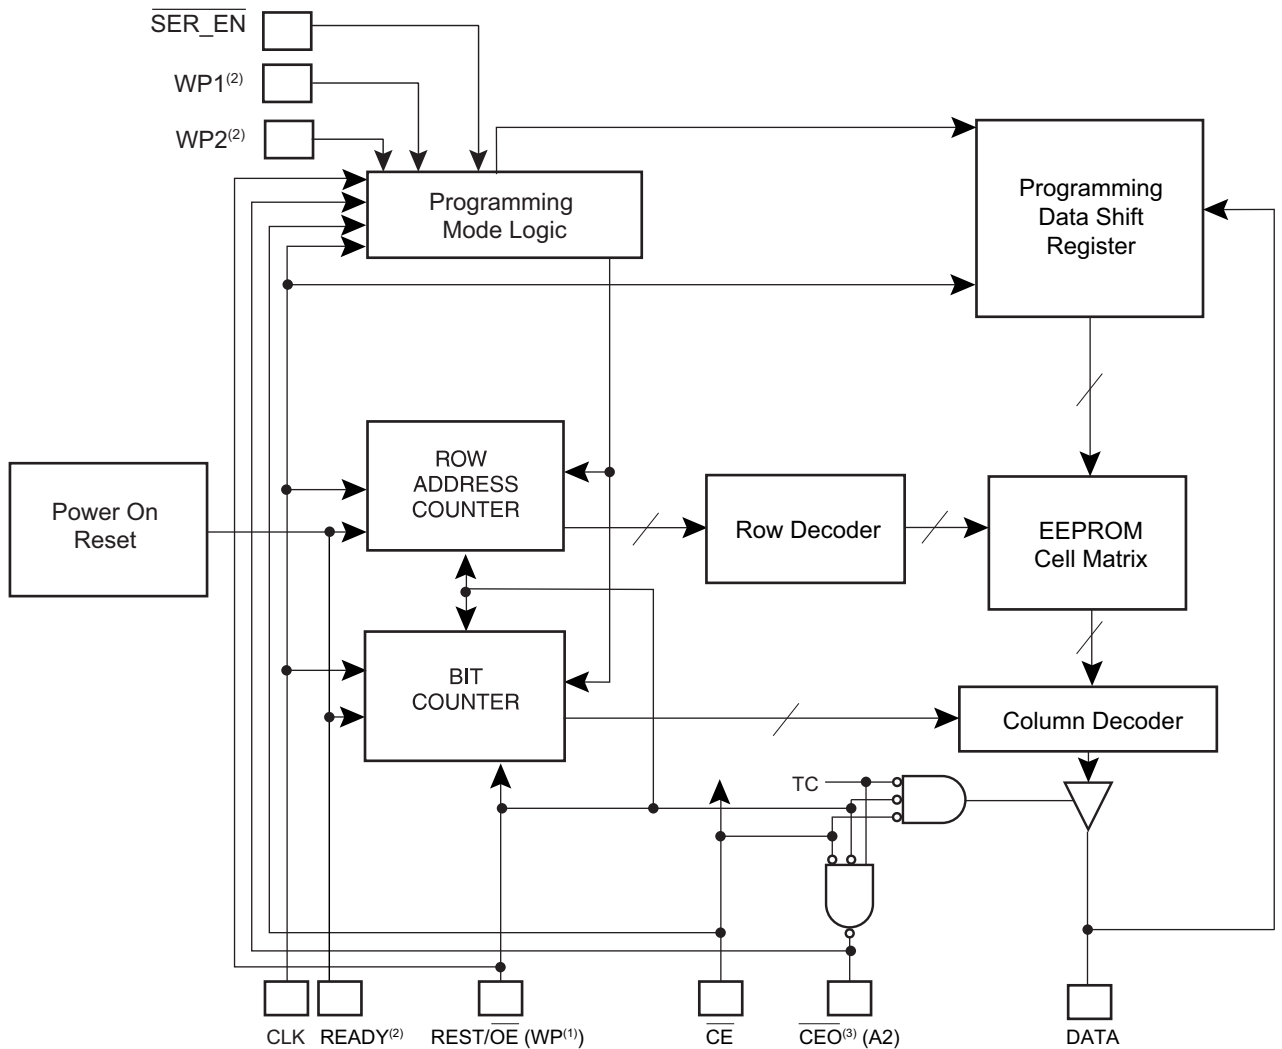 SER_EN
WP1(2)
WP2(2)
Programming
Mode Logic
Programming
Data Shift
Register
Power On
Reset
ROW
ADDRESS
COUNTER
Row Decoder
EEPROM
Cell Matrix
BIT
COUNTER
Column Decoder
TC
CLK
READY(2)
REST/OE (WP(1))
CE
CEO(3) (A2)
DATA